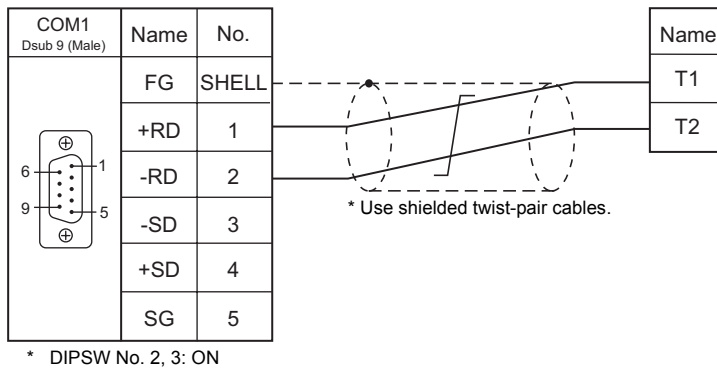 COM1
Dsub 9 (Male)
Name No.
FG SHELL
+RD 1
-RD 2
-SD 3
+SD 4
SG 5
6
1
9
5
Name
T1
T2
* Use shielded twist-pair cables.
* DIPSW No. 2, 3: ON